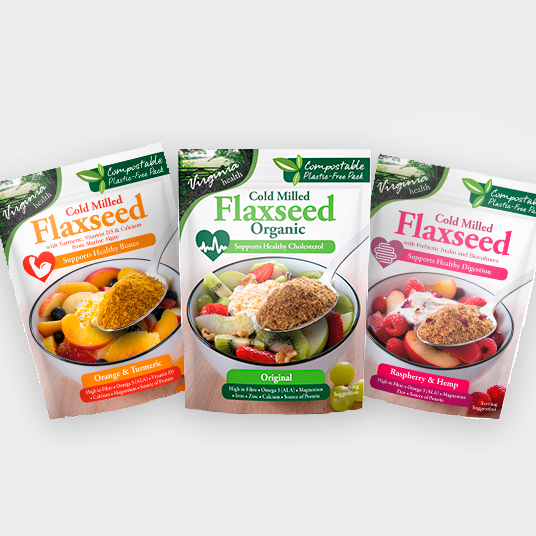 Virginia
health
Compostable
Plastic-Free Pack
Cold Milled
Flaxseed
with Turmeric, Vitamin D3 & Calcium
from Marine Algae
Supports Healthy Bones
Orange & Turmeric
High in Fibre • Omega 3 [ALA] • Vitamin D3
• Calcium • Magnesium • Source of Protein
Virginia
health
Compostable
Plastic-Free Pack
Cold Milled
Flaxseed
Organic
Supports Healthy Cholesterol
Original
High in Fibre • Omega 3 [ALA] • Magnesium
• Iron • Zinc • Calcium • Source of Protein
Serving
Suggestion
Virginia
health
Compostable
Plastic-Free Pack
Cold Milled
Flaxseed
with Prebiotic Inulin and Biocultures
Supports Healthy Digestion
Raspberry & Hemp
High in Fibre • Omega 3 [ALA] • Magnesium
Zinc • Source of Protein
Serving
Suggestion